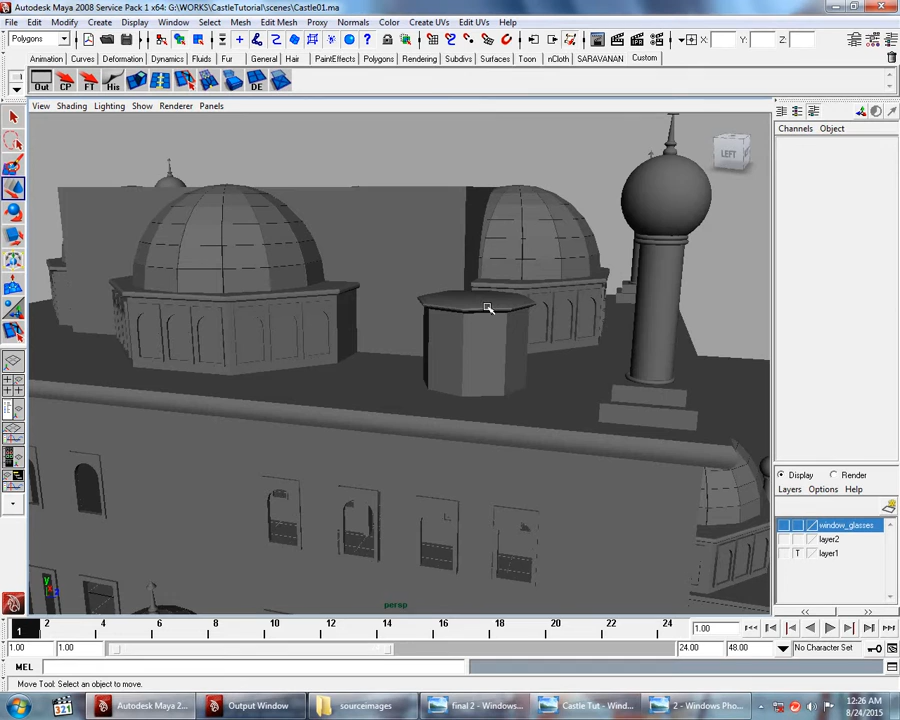 Autodesk Maya 2008 Service Pack 1 x64: G:\WORKS\CastleTutorial\scenes\Castle01.ma
File Edit Modify Create Display Window Select Mesh Edit Mesh Proxy Normals Color Create UVs Edit UVs Help
Polygons X: Y: Z:
Animation Curves Deformation Dynamics Fluids Fur General Hair PaintEffects Polygons Rendering Subdivs Surfaces Toon nCloth SARAVANAN Custom
Out CP FT His DE
View Shading Lighting Show Renderer Panels
Channels Object
LEFT
Display Render
Layers Options Help
window_glasses
layer2
T layer1
y
persp
1 2 4 6 8 10 12 14 16 18 20 22 24 1.00
1.00 1.00 24.00 48.00 No Character Set
MEL
Move Tool: Select an object to move.
321 Autodesk Maya 2... Output Window sourceimages final 2 - Windows... Castle Tut - Wind... 2 - Windows Pho... 12:26 AM
8/24/2015